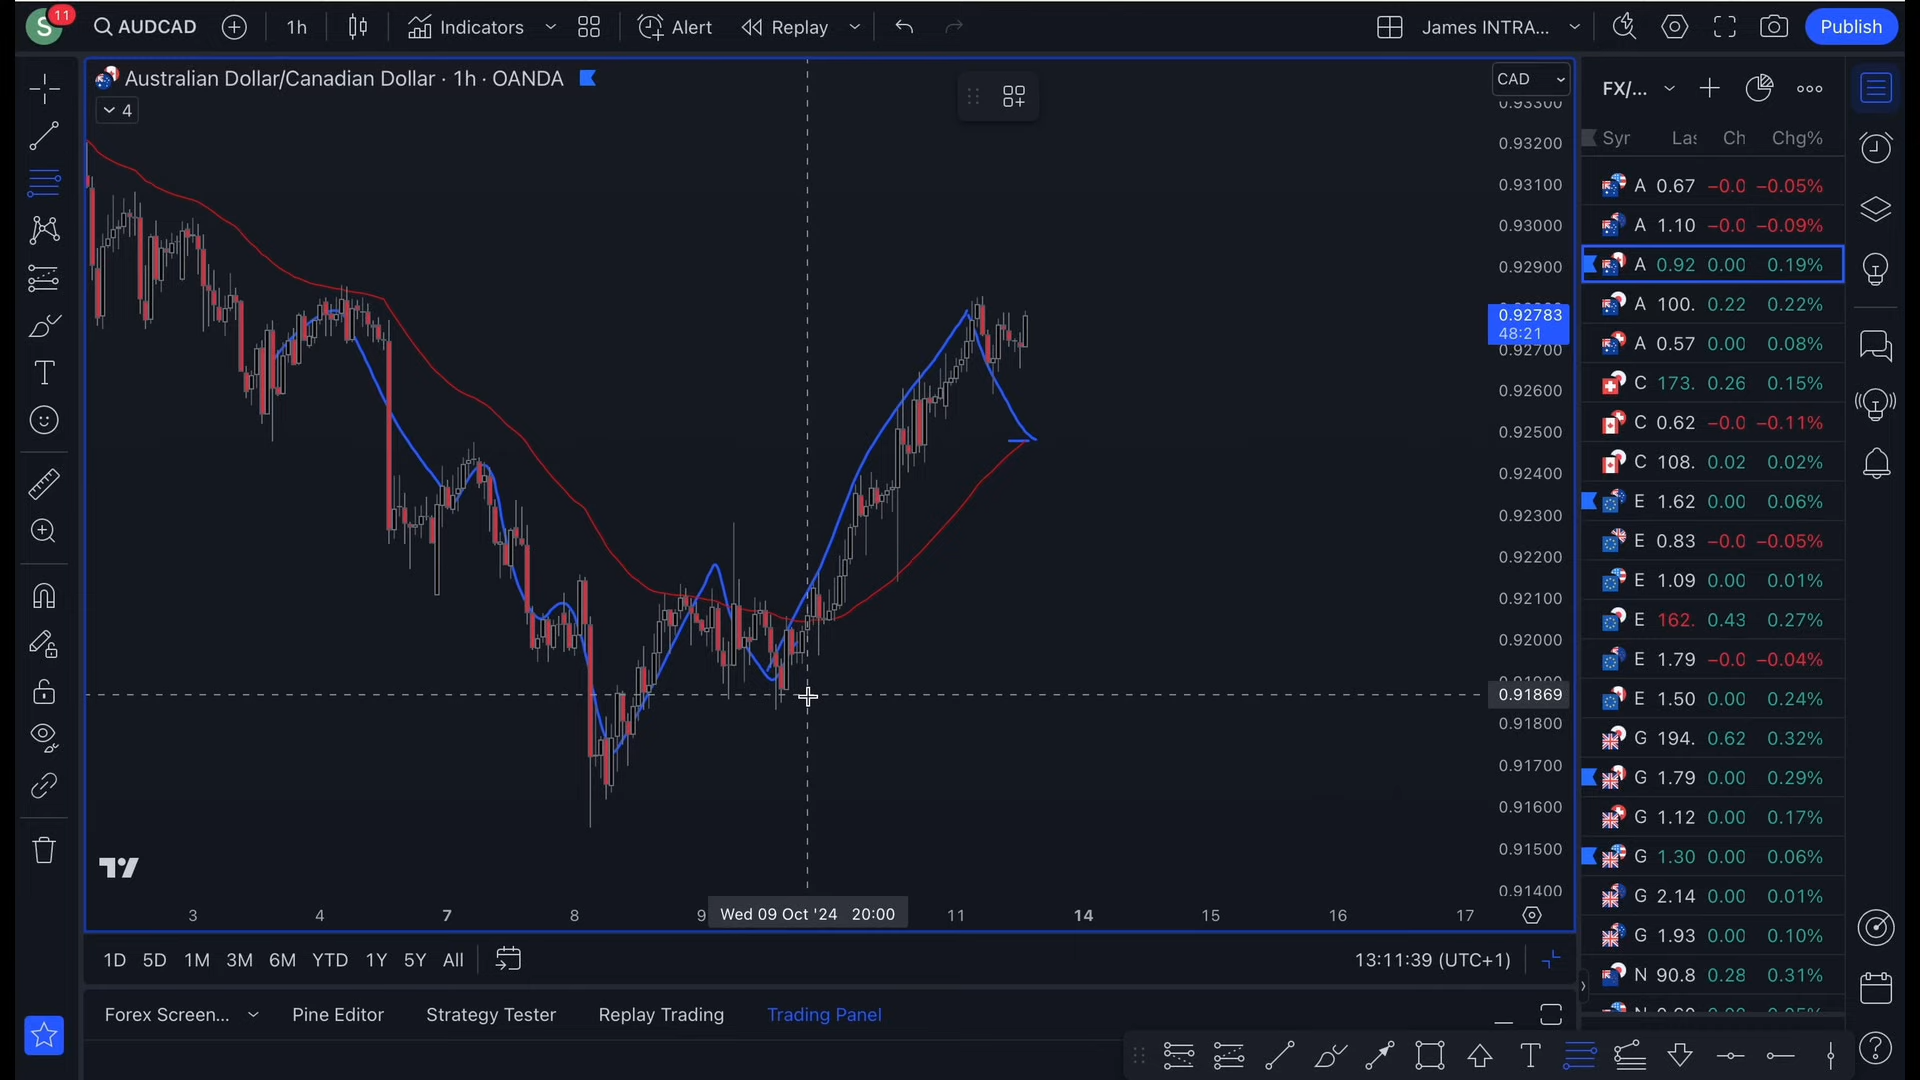 S 11 AUDCAD 1h Indicators Alert Replay James INTRA... Publish
Australian Dollar/Canadian Dollar · 1h · OANDA
4
CAD
0.93200
0.93100
0.93000
0.92900
0.92783
48:21
0.92700
0.92600
0.92500
0.92400
0.92300
0.92200
0.92100
0.92000
0.91869
0.91800
0.91700
0.91600
0.91500
0.91400
3 4 7 8 9 Wed 09 Oct '24 20:00 11 14 15 16 17
1D 5D 1M 3M 6M YTD 1Y 5Y All 13:11:39 (UTC+1)
Forex Screen... Pine Editor Strategy Tester Replay Trading Trading Panel
FX/...
Syr Las Ch Chg%
A 0.67 −0.0 −0.05%
A 1.10 −0.0 −0.09%
A 0.92 0.00 0.19%
A 100. 0.22 0.22%
A 0.57 0.00 0.08%
C 173. 0.26 0.15%
C 0.62 −0.0 −0.11%
C 108. 0.02 0.02%
E 1.62 0.00 0.06%
E 0.83 −0.0 −0.05%
E 1.09 0.00 0.01%
E 162. 0.43 0.27%
E 1.79 −0.0 −0.04%
E 1.50 0.00 0.24%
G 194. 0.62 0.32%
G 1.79 0.00 0.29%
G 1.12 0.00 0.17%
G 1.30 0.00 0.06%
G 2.14 0.00 0.01%
G 1.93 0.00 0.10%
N 90.8 0.28 0.31%